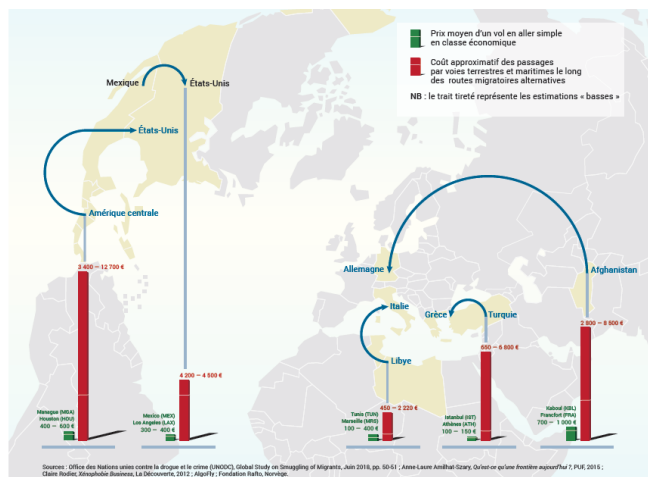 Prix moyen d'un vol en aller simple
en classe économique
Coût approximatif des passages
par voies terrestres et maritimes le long
des routes migratoires alternatives
NB : le trait tireté représente les estimations « basses »
Mexique
États-Unis
États-Unis
Amérique centrale
Allemagne
Afghanistan
Italie
Grèce
Turquie
Libye
3 400 — 12 700 €
4 200 — 4 500 €
450 — 2 220 €
650 — 6 800 €
2 800 — 8 500 €
Managua (MGA)
Houston (HOU)
400 — 600 €
Mexico (MEX)
Los Angeles (LAX)
300 — 400 €
Tunis (TUN)
Marseille (MRS)
100 — 400 €
Istanbul (IST)
Athènes (ATH)
100 — 150 €
Kaboul (KBL)
Francfort (FRA)
700 — 1 000 €
Sources : Office des Nations unies contre la drogue et le crime (UNODC), Global Study on Smuggling of Migrants, Juin 2018, pp. 50-51 ; Anne-Laure Amilhat-Szary, Qu'est-ce qu'une frontière aujourd'hui ?, PUF, 2015 ;
Claire Rodier, Xénophobie Business, La Découverte, 2012 ; AlgoFly ; Fondation Rafto, Norvège.